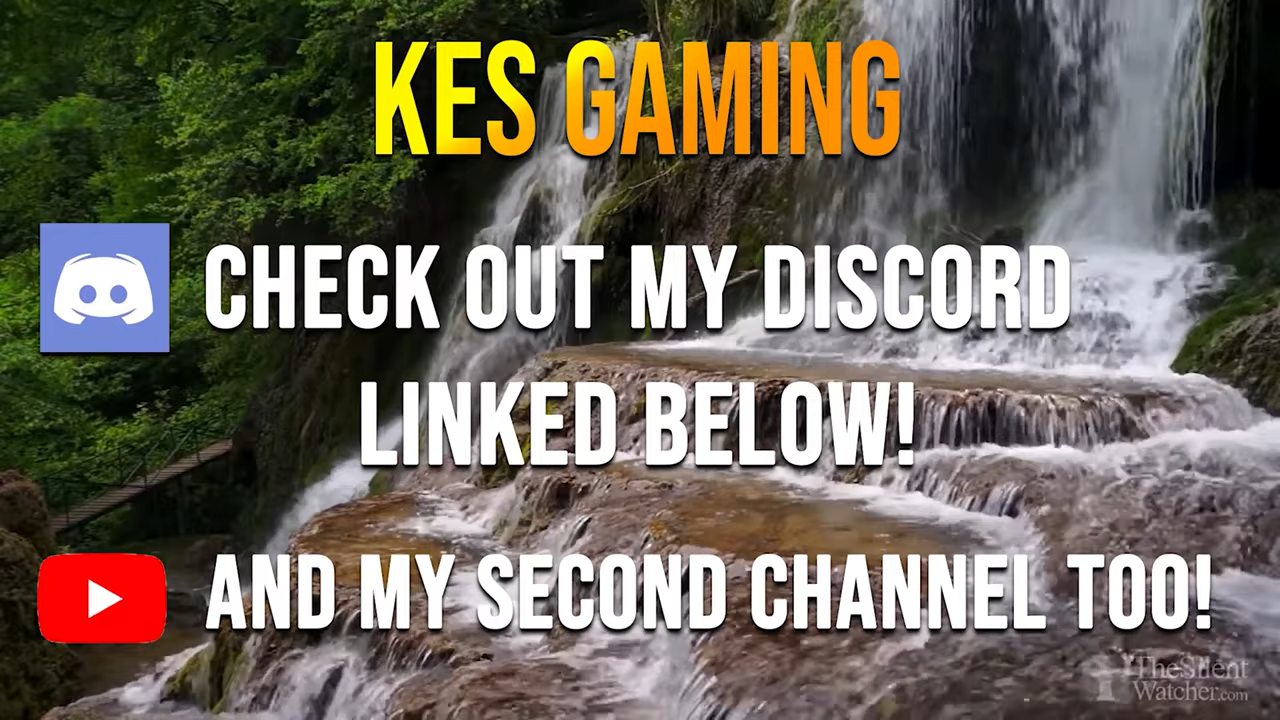 KES GAMING
CHECK OUT MY DISCORD
LINKED BELOW!
AND MY SECOND CHANNEL TOO!
TheSilent
Watcher.com